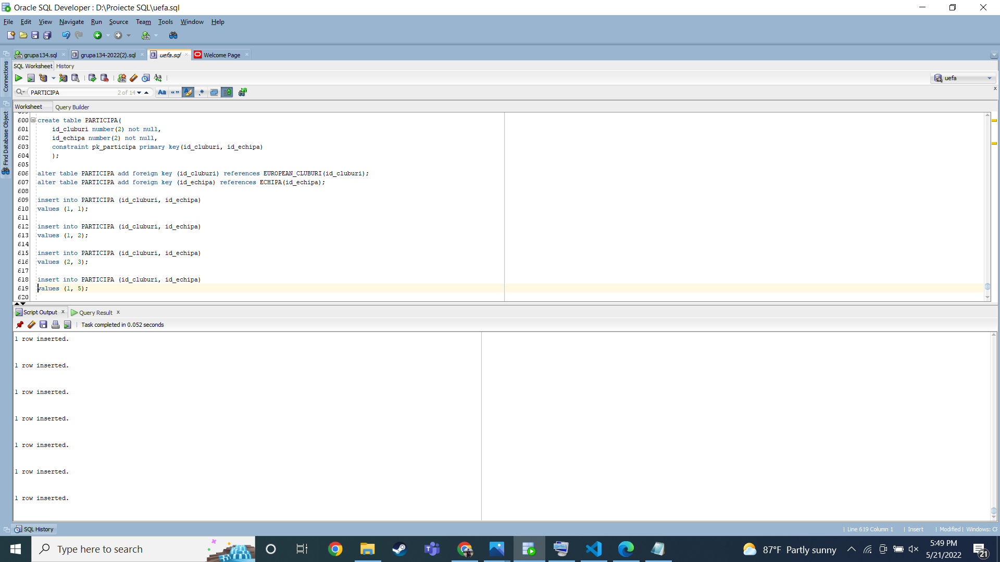 Oracle SQL Developer : D:\Proiecte SQL\uefa.sql
File Edit View Navigate Run Source Team Tools Window Help
grupa134.sql grupa134-2022(2).sql uefa.sql Welcome Page
SQL Worksheet History
uefa
PARTICIPA 2 of 14 Aa
Worksheet Query Builder
Connections
Find Database Object
600 create table PARTICIPA(
601 id_cluburi number(2) not null,
602 id_echipa number(2) not null,
603 constraint pk_participa primary key(id_cluburi, id_echipa)
604 );
605
606 alter table PARTICIPA add foreign key (id_cluburi) references EUROPEAN_CLUBURI(id_cluburi);
607 alter table PARTICIPA add foreign key (id_echipa) references ECHIPA(id_echipa);
608
609 insert into PARTICIPA (id_cluburi, id_echipa)
610 values (1, 1);
611
612 insert into PARTICIPA (id_cluburi, id_echipa)
613 values (1, 2);
614
615 insert into PARTICIPA (id_cluburi, id_echipa)
616 values (2, 3);
617
618 insert into PARTICIPA (id_cluburi, id_echipa)
619 values (1, 5);
620
Script Output x Query Result x
Task completed in 0.052 seconds
1 row inserted.
1 row inserted.
1 row inserted.
1 row inserted.
1 row inserted.
1 row inserted.
1 row inserted.
SQL History
Line 619 Column 1 | Insert | Modified | Windows:
Type here to search
87°F Partly sunny
5:49 PM
5/21/2022
21